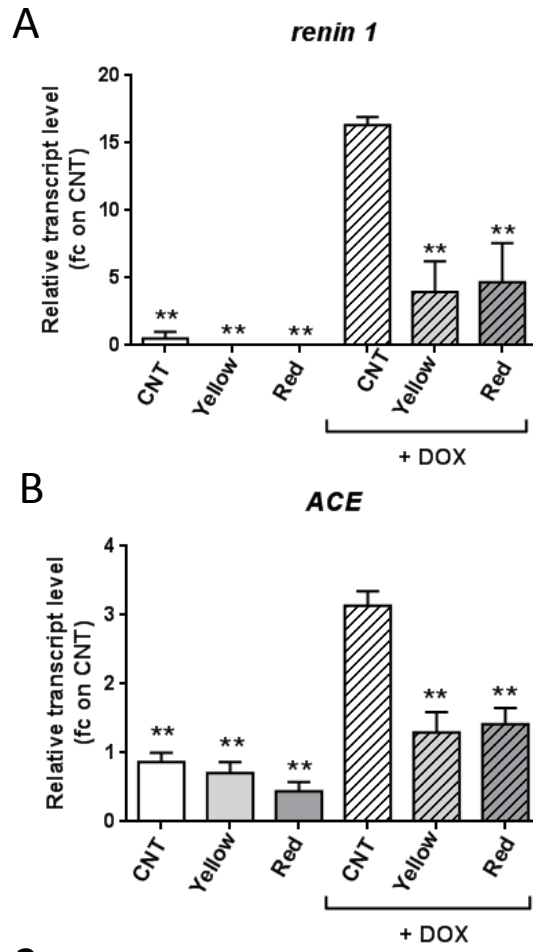 A
renin 1
Relative transcript level
(fc on CNT)
20
15
10
5
0
** ** ** ** **
CNT Yellow Red CNT Yellow Red
+ DOX
B
ACE
Relative transcript level
(fc on CNT)
4
3
2
1
0
** ** ** ** **
CNT Yellow Red CNT Yellow Red
+ DOX